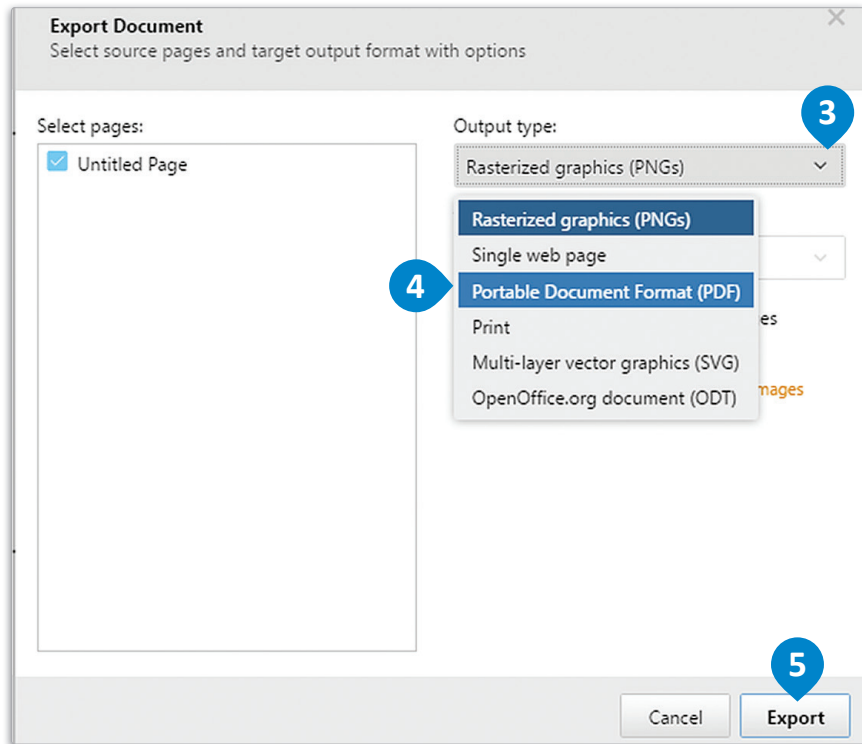 Export Document
Select source pages and target output format with options
Select pages:
Untitled Page
Output type:
3
Rasterized graphics (PNGs)
Rasterized graphics (PNGs)
Single web page
4
Portable Document Format (PDF)
Print
es
Multi-layer vector graphics (SVG)
mages
OpenOffice.org document (ODT)
5
Cancel
Export